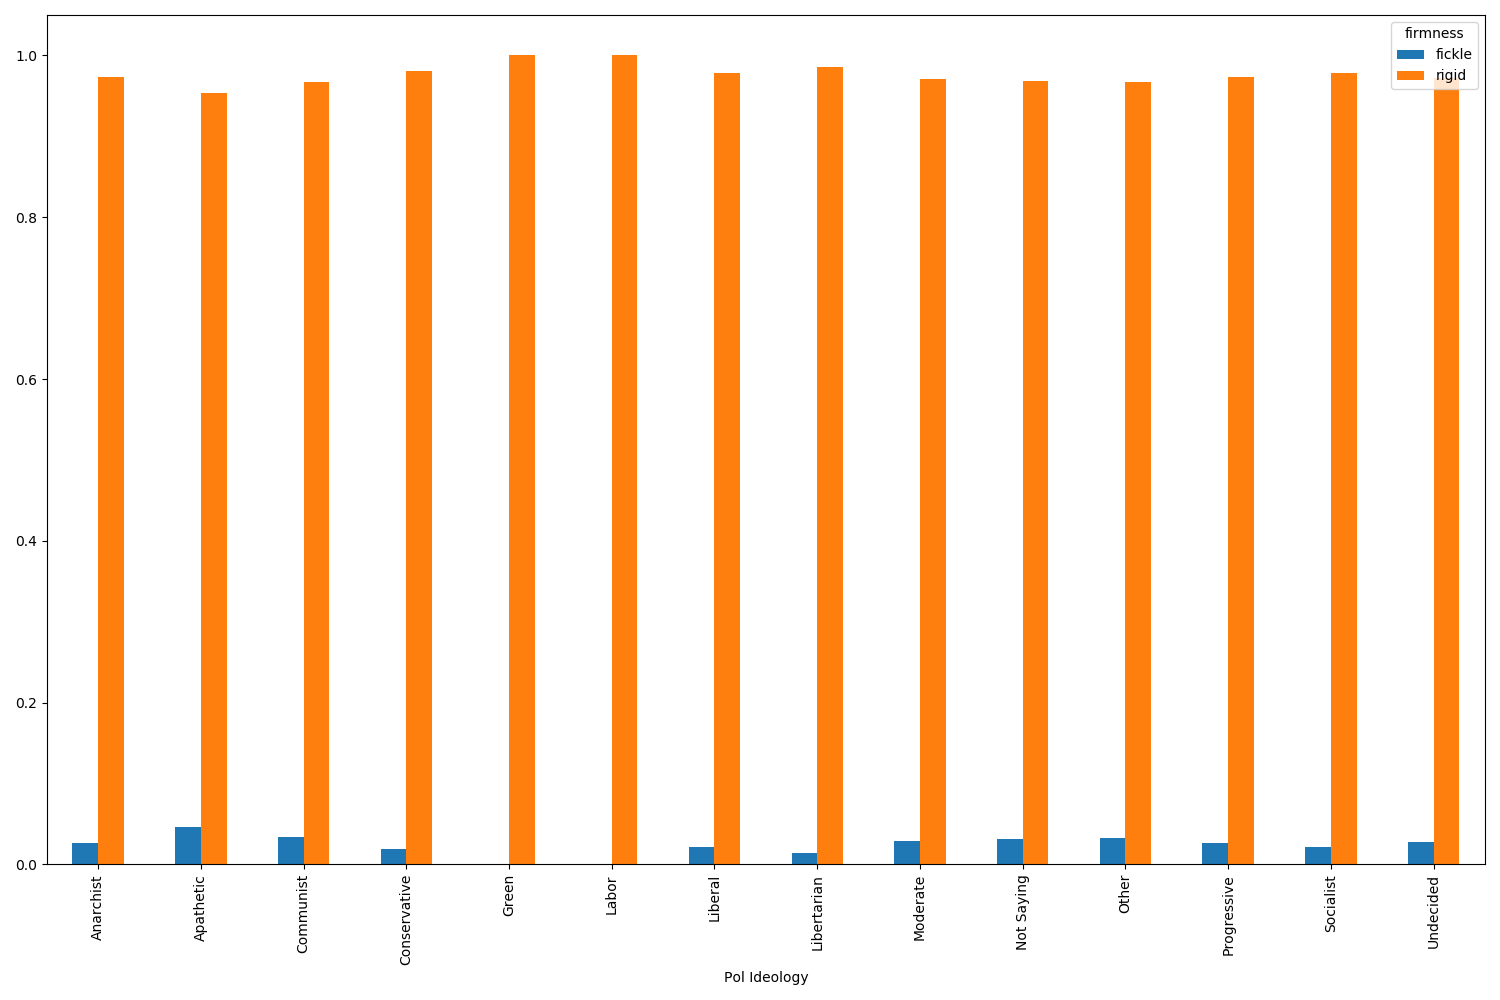 firmness
fickle
rigid
1.0
0.8
0.6
0.4
0.2
0.0
Anarchist
Apathetic
Communist
Conservative
Green
Labor
Liberal
Libertarian
Moderate
Not Saying
Other
Progressive
Socialist
Undecided
Pol Ideology